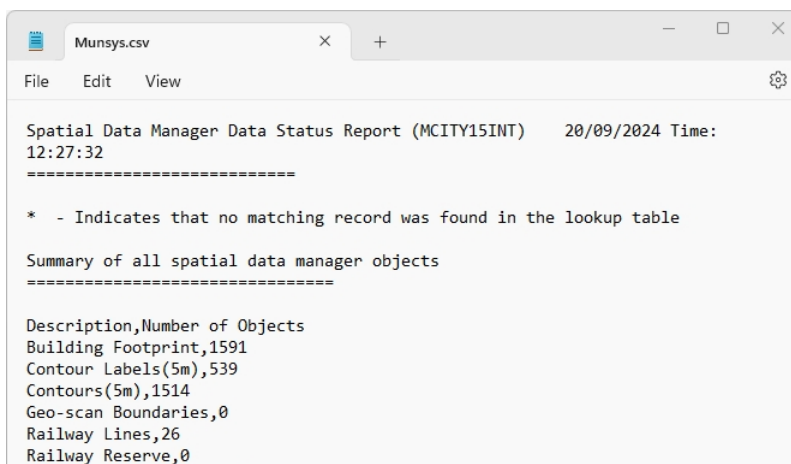 Munsys.csv
File Edit View
Spatial Data Manager Data Status Report (MCITY15INT) 20/09/2024 Time:
12:27:32
============================
* - Indicates that no matching record was found in the lookup table
Summary of all spatial data manager objects
================================
Description,Number of Objects
Building Footprint,1591
Contour Labels(5m),539
Contours(5m),1514
Geo-scan Boundaries,0
Railway Lines,26
Railway Reserve,0